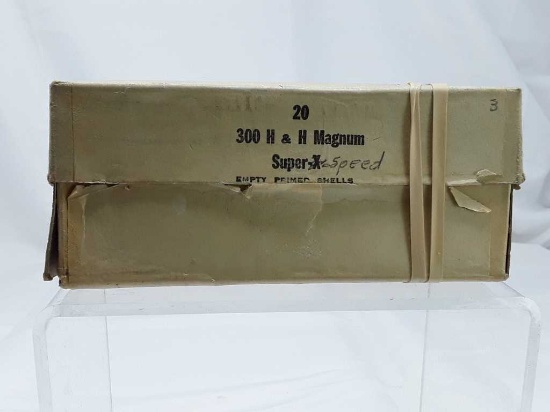 20
3
300 H & H Magnum
Super-X-speed
EMPTY PRIMED SHELLS